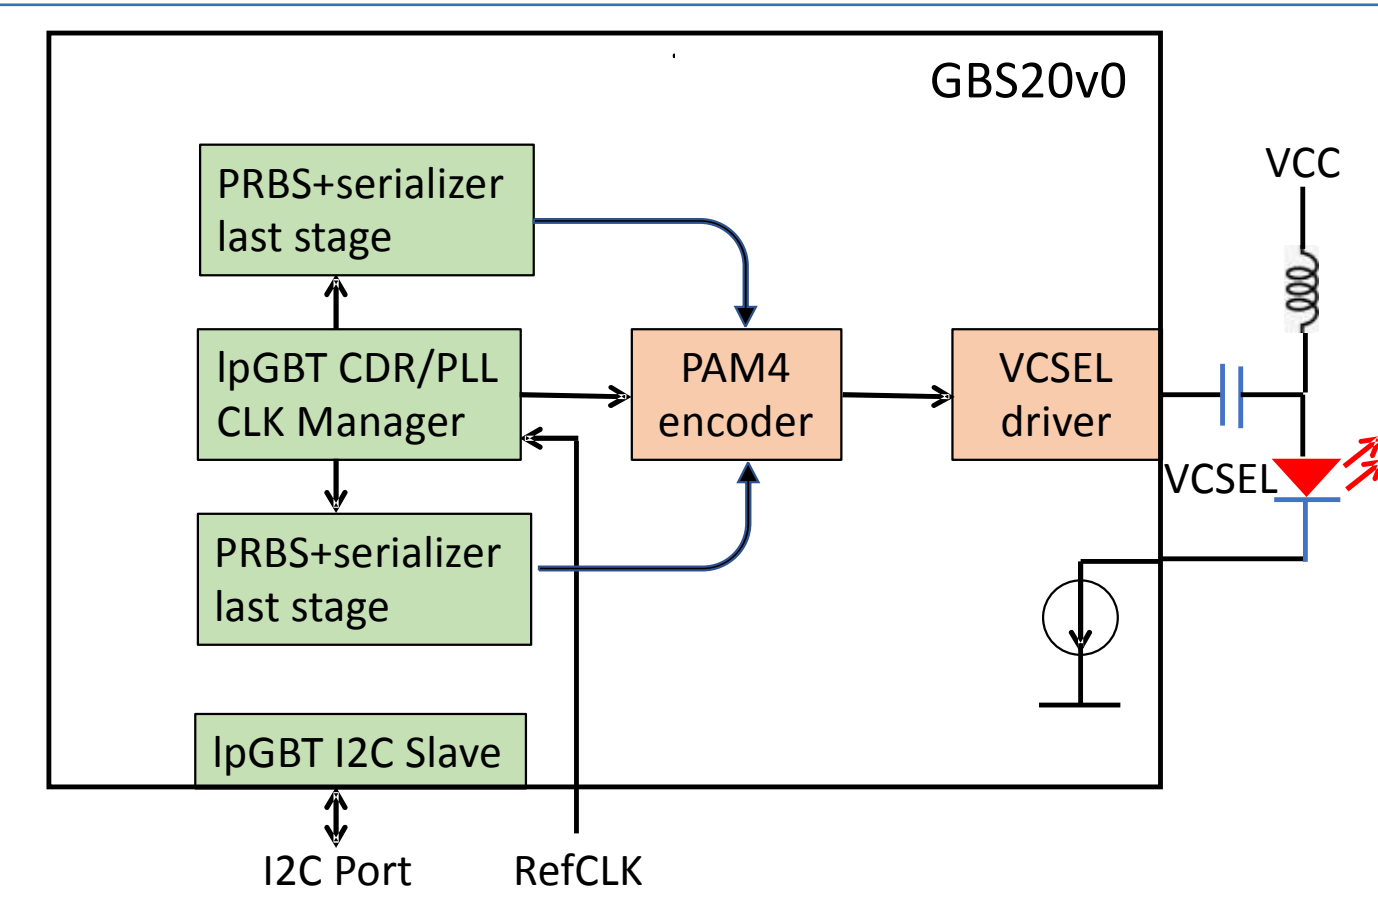 GBS20v0
VCC
PRBS+serializer
last stage
lpGBT CDR/PLL
CLK Manager
PAM4
encoder
VCSEL
driver
VCSEL
PRBS+serializer
last stage
lpGBT I2C Slave
I2C Port
RefCLK